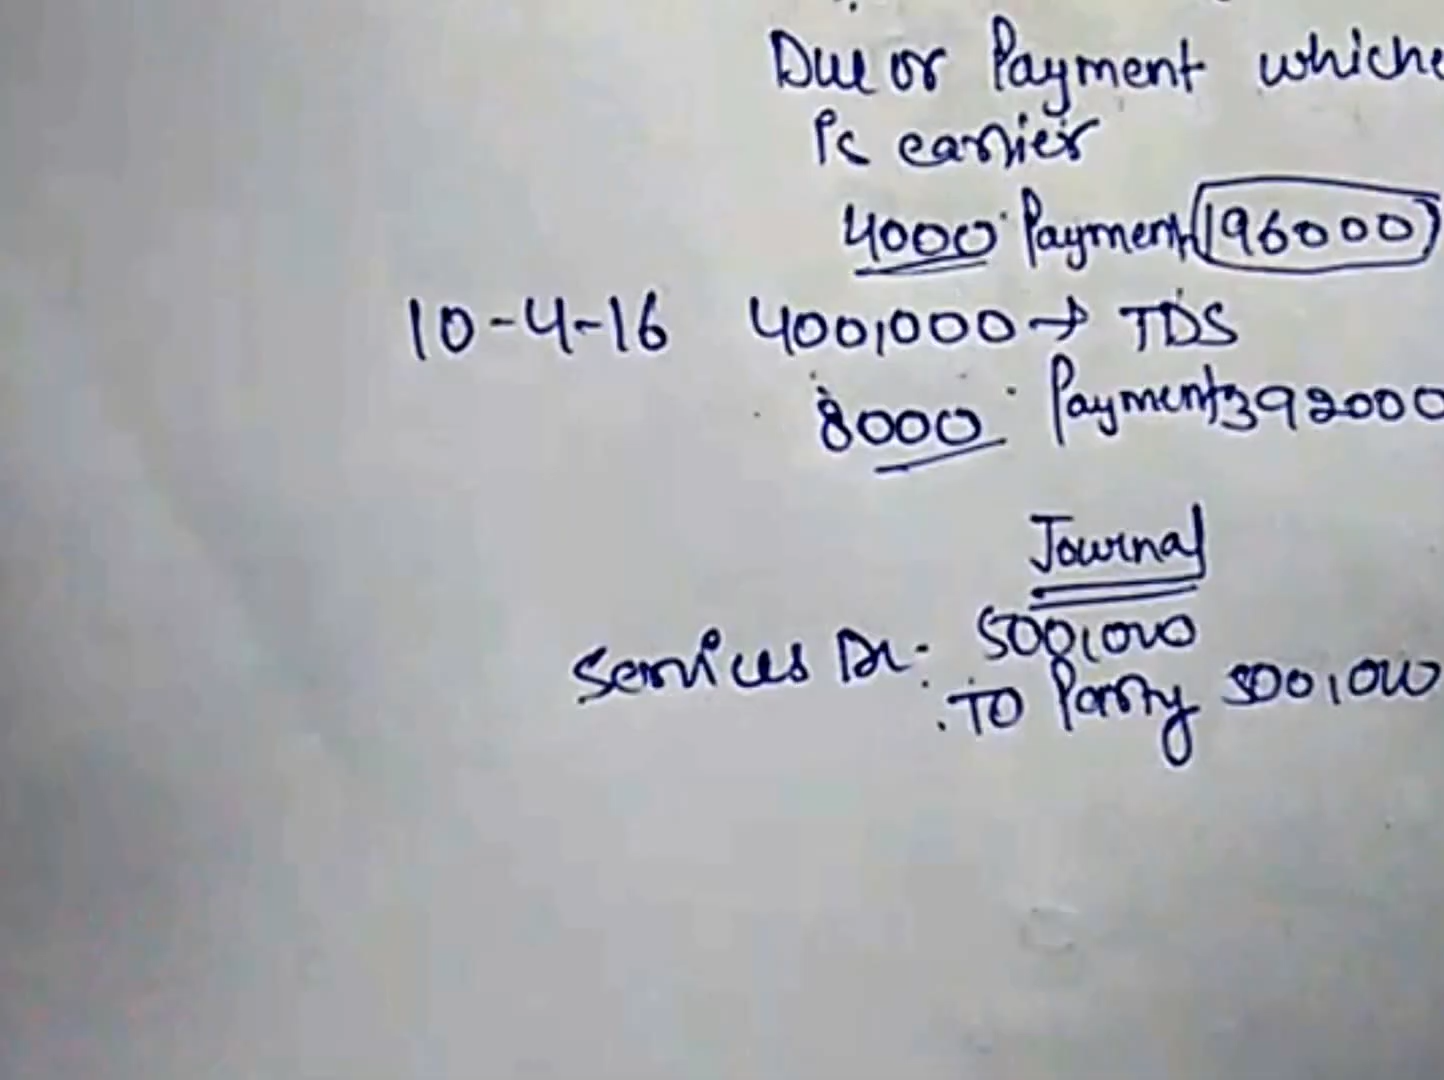 Due or Payment whiche
is earlier
4000 Payment 196000
10-4-16 400,000 → TDS
8000 Payment 392000
Journal
Services Dr. 500,000
To Party 500,000